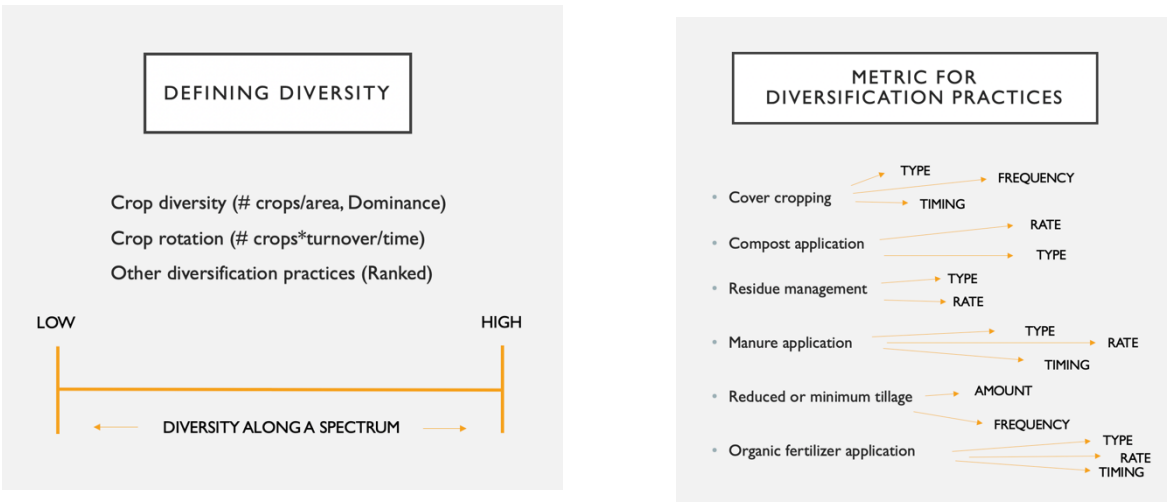 DEFINING DIVERSITY
Crop diversity (# crops/area, Dominance)
Crop rotation (# crops*turnover/time)
Other diversification practices (Ranked)
LOW
HIGH
DIVERSITY ALONG A SPECTRUM
METRIC FOR
DIVERSIFICATION PRACTICES
• Cover cropping
TYPE
FREQUENCY
TIMING
• Compost application
RATE
TYPE
• Residue management
TYPE
RATE
• Manure application
TYPE
RATE
TIMING
• Reduced or minimum tillage
AMOUNT
FREQUENCY
• Organic fertilizer application
TYPE
RATE
TIMING